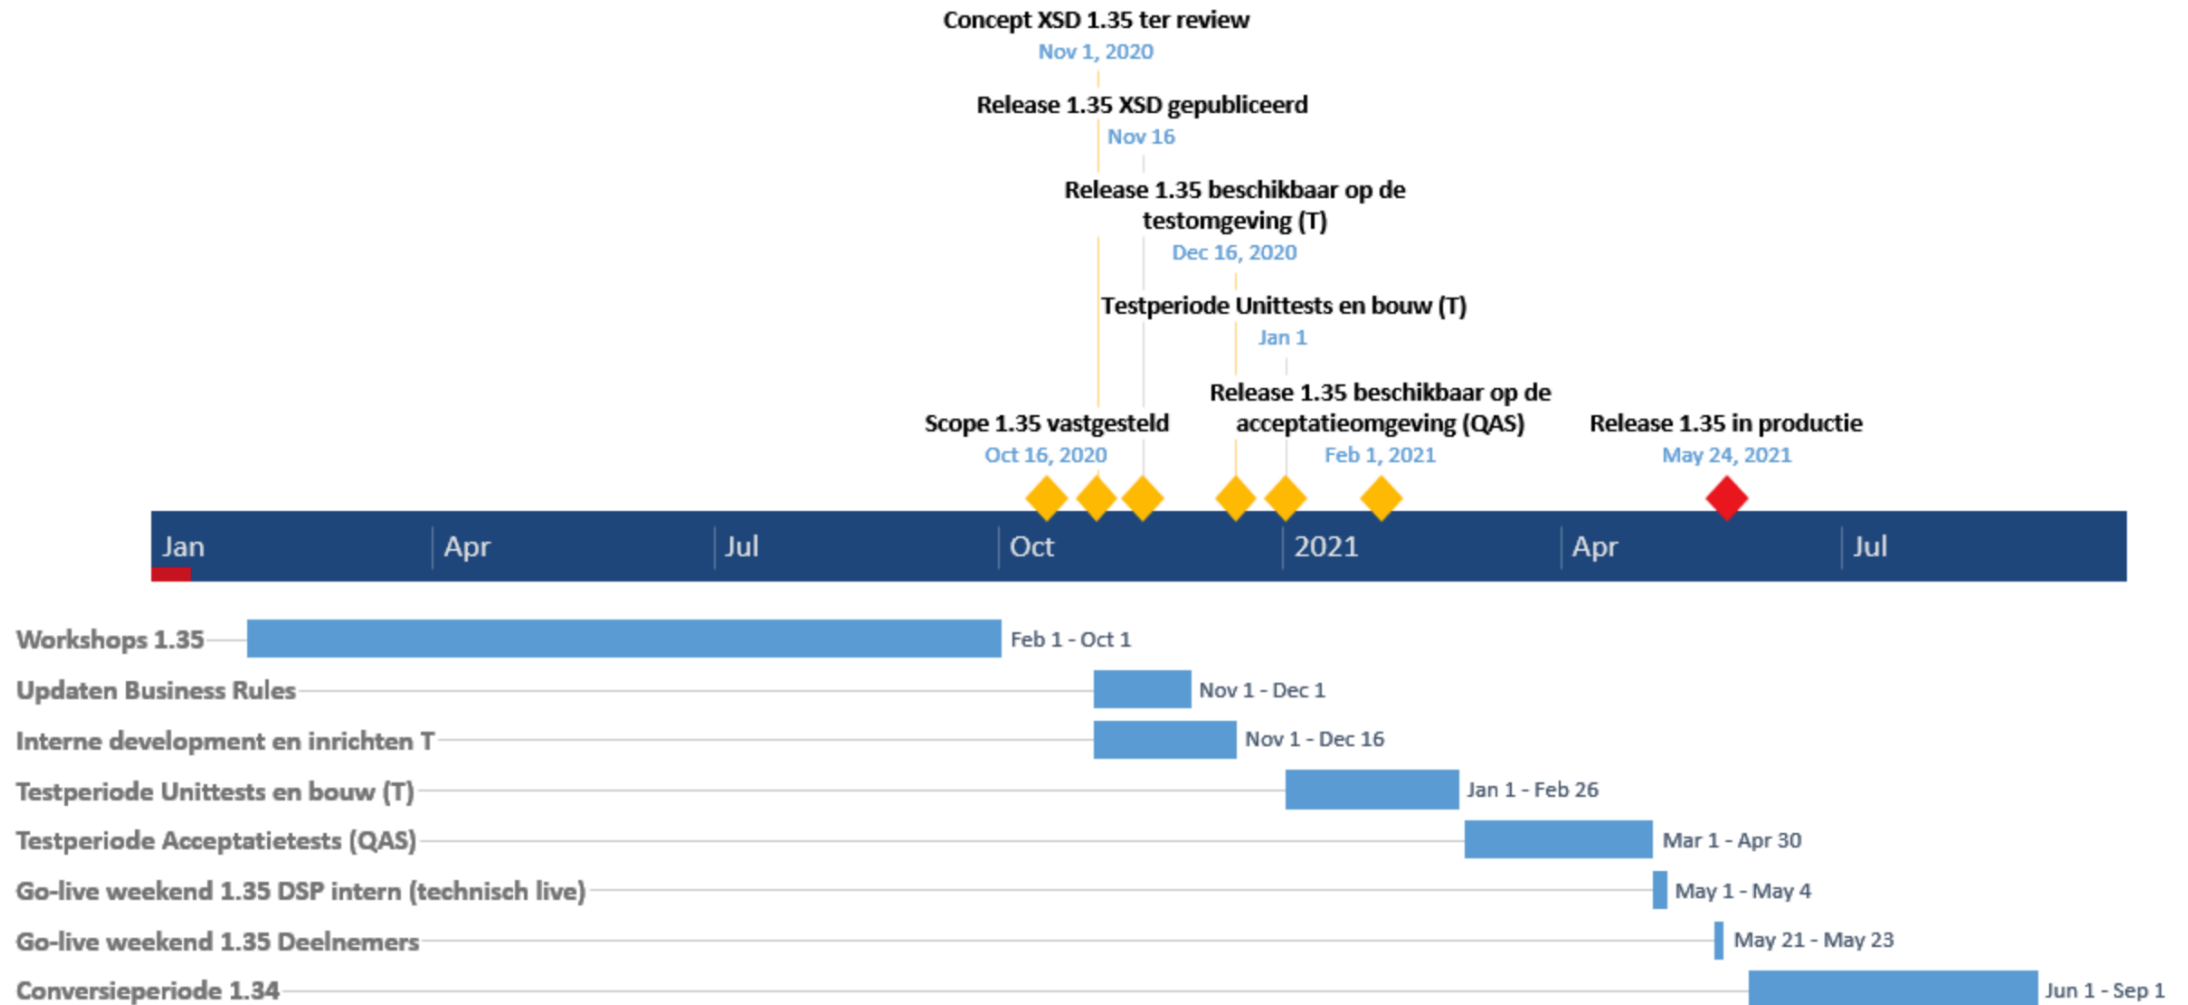 Concept XSD 1.35 ter review
Nov 1, 2020
Release 1.35 XSD gepubliceerd
Nov 16
Release 1.35 beschikbaar op de
testomgeving (T)
Dec 16, 2020
Testperiode Unittests en bouw (T)
Jan 1
Release 1.35 beschikbaar op de
acceptatieomgeving (QAS)
Feb 1, 2021
Scope 1.35 vastgesteld
Oct 16, 2020
Release 1.35 in productie
May 24, 2021
Jan Apr Jul Oct 2021 Apr Jul
Workshops 1.35 Feb 1 - Oct 1
Updaten Business Rules Nov 1 - Dec 1
Interne development en inrichten T Nov 1 - Dec 16
Testperiode Unittests en bouw (T) Jan 1 - Feb 26
Testperiode Acceptatietests (QAS) Mar 1 - Apr 30
Go-live weekend 1.35 DSP intern (technisch live) May 1 - May 4
Go-live weekend 1.35 Deelnemers May 21 - May 23
Conversieperiode 1.34 Jun 1 - Sep 1